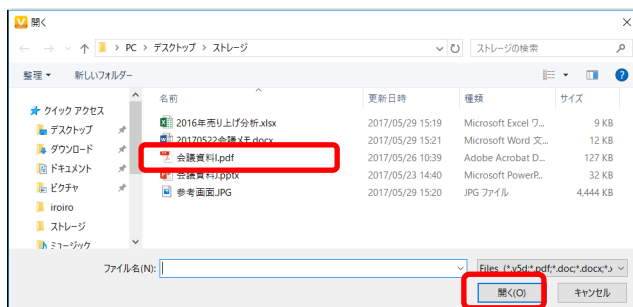 開く
PC > デスクトップ > ストレージ
ストレージの検索
整理 ▼ 新しいフォルダー
名前 更新日時 種類 サイズ
クイック アクセス
デスクトップ
ダウンロード
ドキュメント
ピクチャ
iroiro
ストレージ
ミュージック
2016年売り上げ分析.xlsx 2017/05/29 15:19 Microsoft Excel ワ... 9 KB
20170522会議メモ.docx 2017/05/29 15:21 Microsoft Word 文... 12 KB
会議資料I.pdf 2017/05/26 10:39 Adobe Acrobat D... 127 KB
会議資料I.pptx 2017/05/23 14:40 Microsoft PowerP... 32 KB
参考画面.JPG 2017/05/29 15:20 JPG ファイル 4,444 KB
ファイル名(N):
Files (*.v5d;*.pdf;*.doc;*.docx;*.x
開く(O) キャンセル